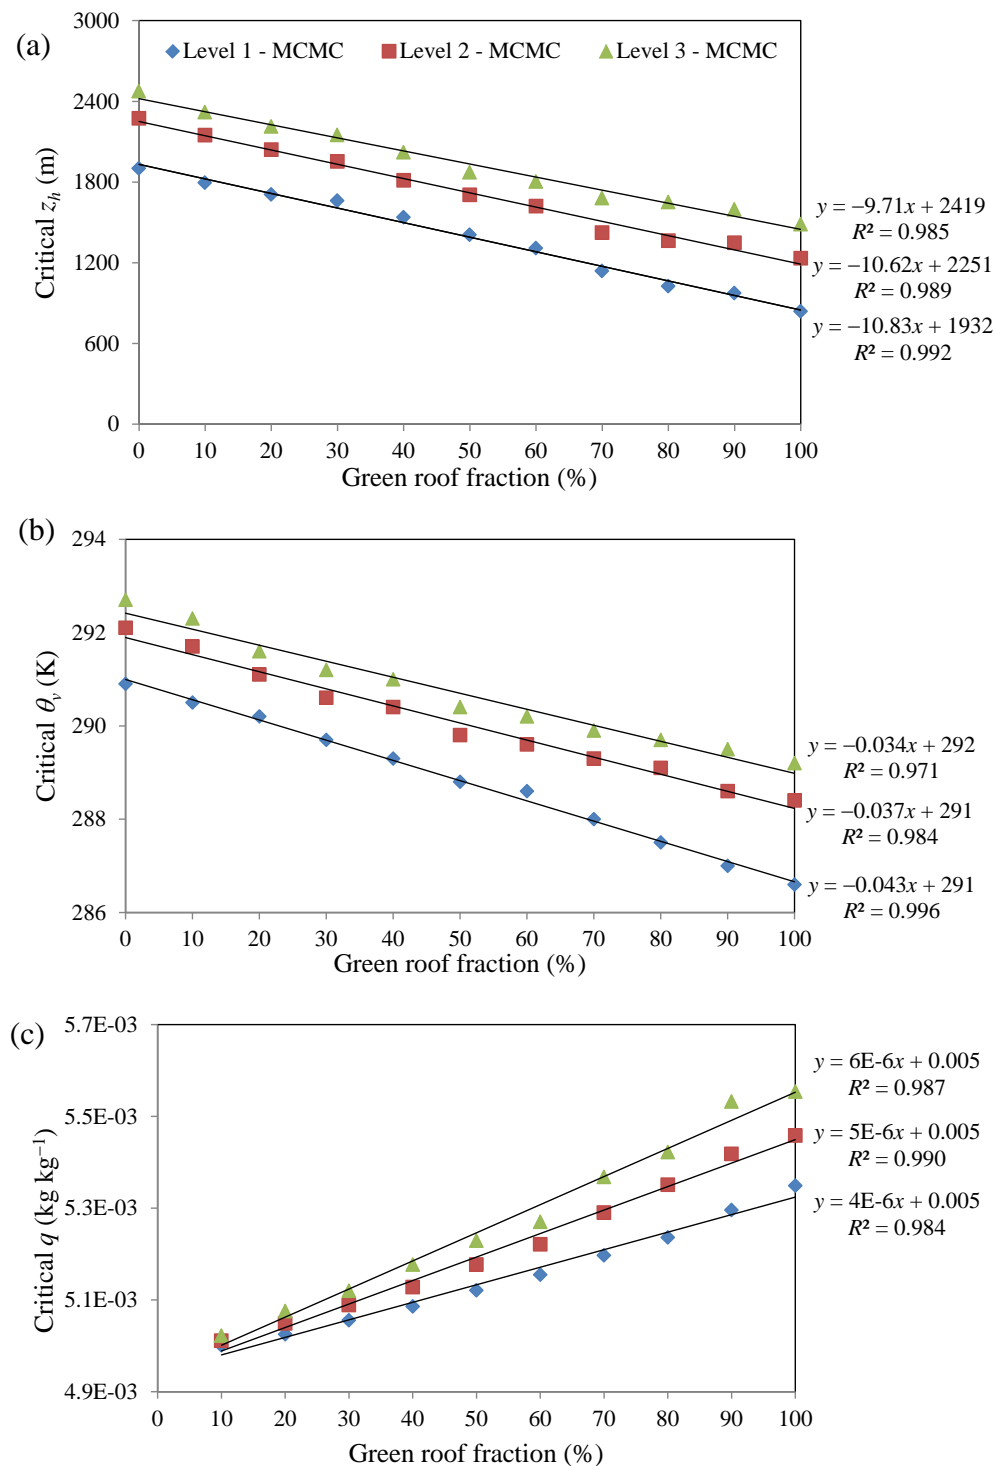 (a)
Level 1 - MCMC Level 2 - MCMC Level 3 - MCMC
3000
2400
1800
1200
600
0
Critical z_h (m)
0 10 20 30 40 50 60 70 80 90 100
Green roof fraction (%)
y = −9.71x + 2419
R² = 0.985
y = −10.62x + 2251
R² = 0.989
y = −10.83x + 1932
R² = 0.992
(b)
294
292
290
288
286
Critical θ_v (K)
0 10 20 30 40 50 60 70 80 90 100
Green roof fraction (%)
y = −0.034x + 292
R² = 0.971
y = −0.037x + 291
R² = 0.984
y = −0.043x + 291
R² = 0.996
(c)
5.7E-03
5.5E-03
5.3E-03
5.1E-03
4.9E-03
Critical q (kg kg⁻¹)
0 10 20 30 40 50 60 70 80 90 100
Green roof fraction (%)
y = 6E-6x + 0.005
R² = 0.987
y = 5E-6x + 0.005
R² = 0.990
y = 4E-6x + 0.005
R² = 0.984